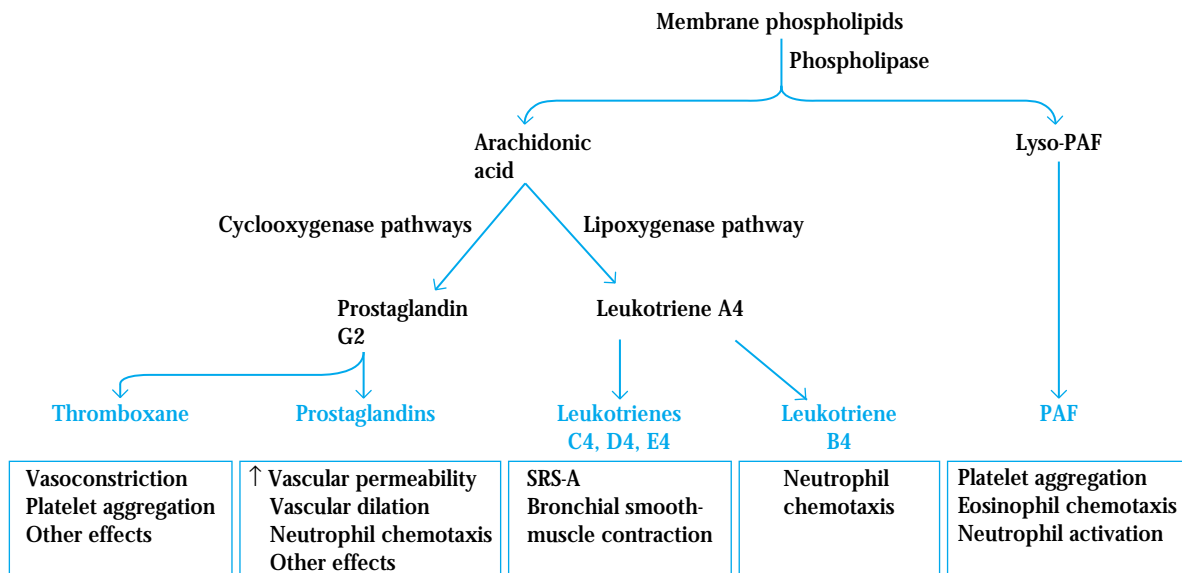 Membrane phospholipids
Phospholipase
Arachidonic
acid
Lyso-PAF
Cyclooxygenase pathways
Lipoxygenase pathway
Prostaglandin
G2
Leukotriene A4
Thromboxane
Prostaglandins
Leukotrienes
C4, D4, E4
Leukotriene
B4
PAF
Vasoconstriction
Platelet aggregation
Other effects
↑ Vascular permeability
Vascular dilation
Neutrophil chemotaxis
Other effects
SRS-A
Bronchial smooth-
muscle contraction
Neutrophil
chemotaxis
Platelet aggregation
Eosinophil chemotaxis
Neutrophil activation